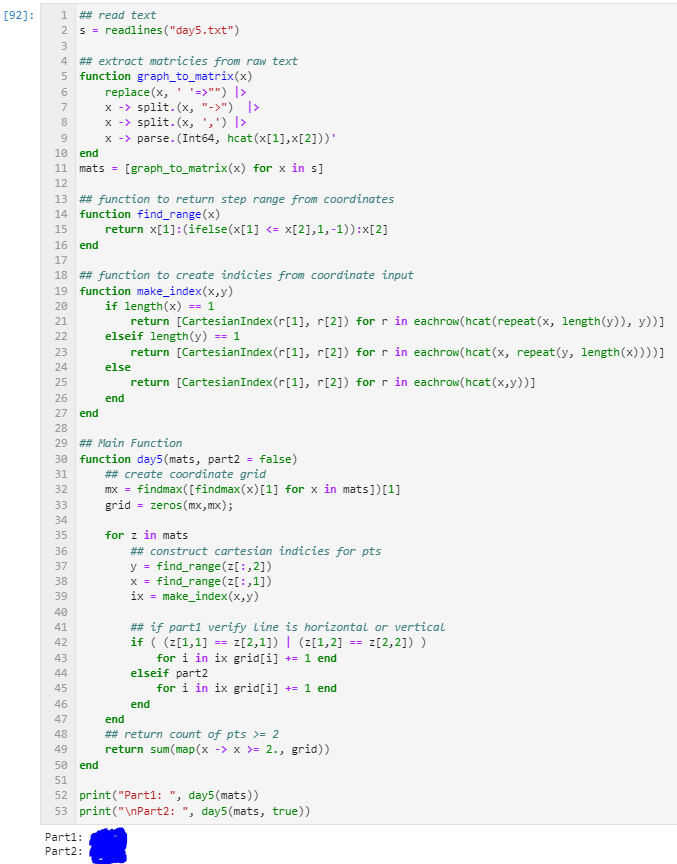 [92]:
1 ## read text
2 s = readlines("day5.txt")
3
4 ## extract matricies from raw text
5 function graph_to_matrix(x)
6     replace(x, ' '=>"") |>
7     x -> split.(x, "->")  |>
8     x -> split.(x, ',') |>
9     x -> parse.(Int64, hcat(x[1],x[2]))'
10 end
11 mats = [graph_to_matrix(x) for x in s]
12
13 ## function to return step range from coordinates
14 function find_range(x)
15     return x[1]:(ifelse(x[1] <= x[2],1,-1)):x[2]
16 end
17
18 ## function to create indicies from coordinate input
19 function make_index(x,y)
20     if length(x) == 1
21         return [CartesianIndex(r[1], r[2]) for r in eachrow(hcat(repeat(x, length(y)), y))]
22     elseif length(y) == 1
23         return [CartesianIndex(r[1], r[2]) for r in eachrow(hcat(x, repeat(y, length(x))))]
24     else
25         return [CartesianIndex(r[1], r[2]) for r in eachrow(hcat(x,y))]
26     end
27 end
28
29 ## Main Function
30 function day5(mats, part2 = false)
31     ## create coordinate grid
32     mx = findmax([findmax(x)[1] for x in mats])[1]
33     grid = zeros(mx,mx);
34
35     for z in mats
36         ## construct cartesian indicies for pts
37         y = find_range(z[:,2])
38         x = find_range(z[:,1])
39         ix = make_index(x,y)
40
41         ## if part1 verify line is horizontal or vertical
42         if ( (z[1,1] == z[2,1]) | (z[1,2] == z[2,2]) )
43             for i in ix grid[i] += 1 end
44         elseif part2
45             for i in ix grid[i] += 1 end
46         end
47     end
48     ## return count of pts >= 2
49     return sum(map(x -> x >= 2., grid))
50 end
51
52 print("Part1: ", day5(mats))
53 print("\nPart2: ", day5(mats, true))
Part1:
Part2: